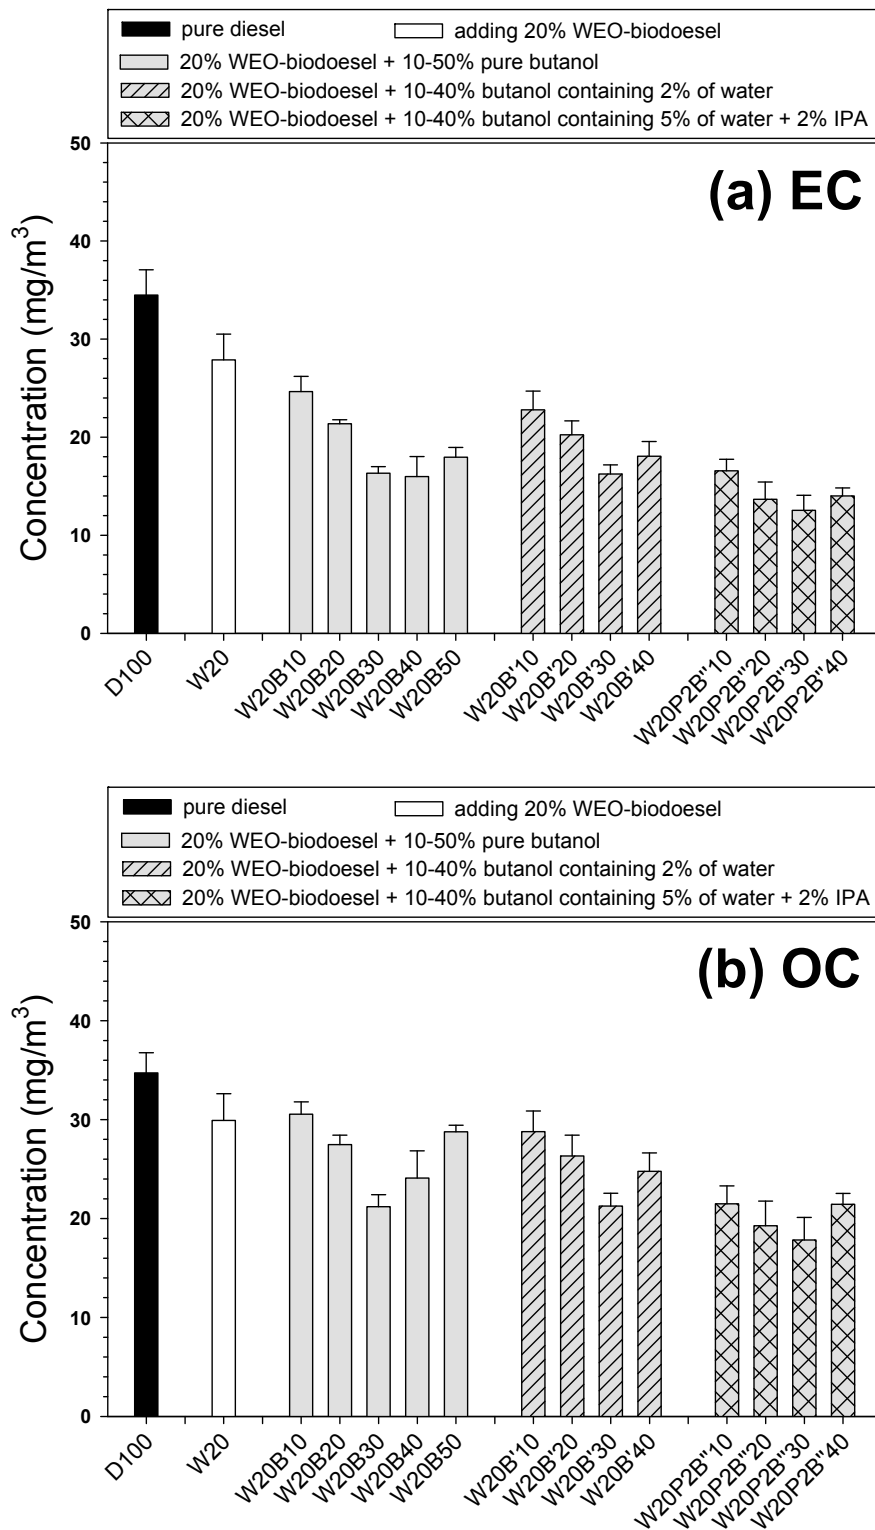 pure diesel adding 20% WEO-biodoesel
20% WEO-biodoesel + 10-50% pure butanol
20% WEO-biodoesel + 10-40% butanol containing 2% of water
20% WEO-biodoesel + 10-40% butanol containing 5% of water + 2% IPA
(a) EC
Concentration (mg/m³)
50
40
30
20
10
0
D100
W20
W20B10
W20B20
W20B30
W20B40
W20B50
W20B'10
W20B'20
W20B'30
W20B'40
W20P2B"10
W20P2B"20
W20P2B"30
W20P2B"40
pure diesel adding 20% WEO-biodoesel
20% WEO-biodoesel + 10-50% pure butanol
20% WEO-biodoesel + 10-40% butanol containing 2% of water
20% WEO-biodoesel + 10-40% butanol containing 5% of water + 2% IPA
(b) OC
Concentration (mg/m³)
50
40
30
20
10
0
D100
W20
W20B10
W20B20
W20B30
W20B40
W20B50
W20B'10
W20B'20
W20B'30
W20B'40
W20P2B"10
W20P2B"20
W20P2B"30
W20P2B"40